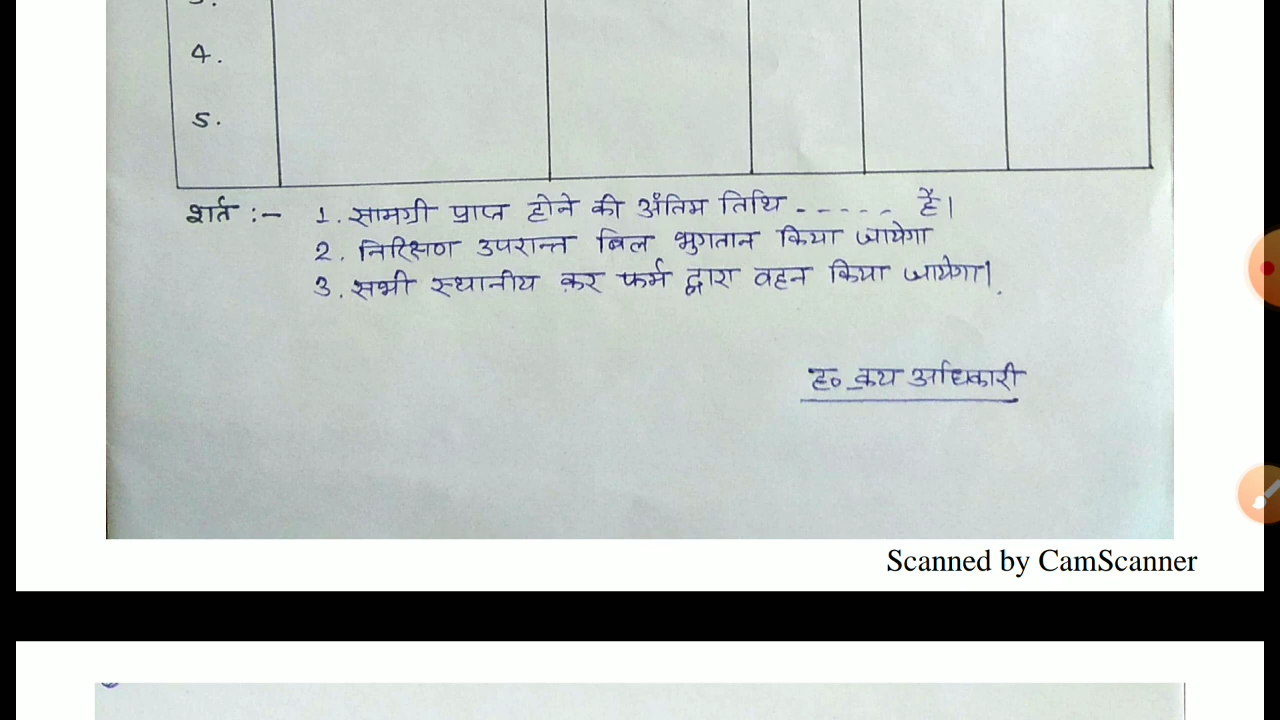 4.
5.
शर्त :- 1. सामग्री प्राप्त होने की अंतिम तिथि ----- है।
2. निरिक्षण उपरान्त बिल भुगतान किया जायेगा
3. सभी स्थानीय कर फर्म द्वारा वहन किया जायेगा।
ह० क्रय अधिकारी
Scanned by CamScanner